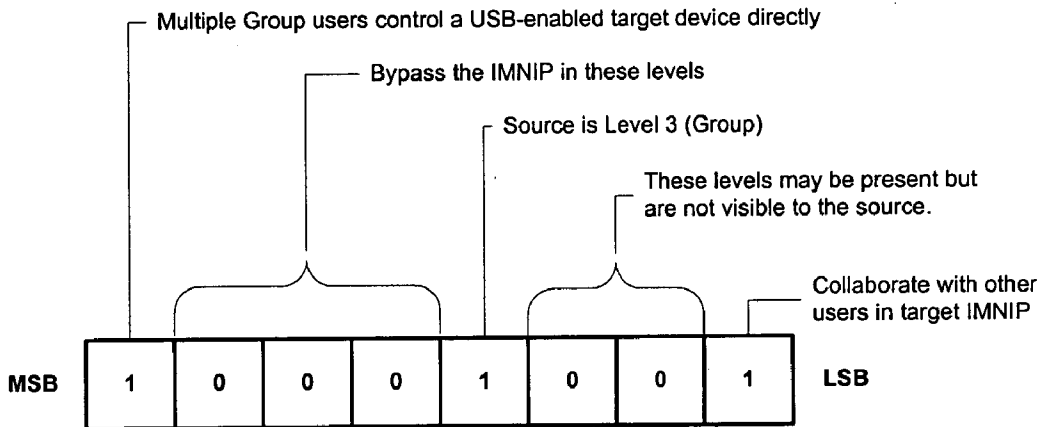 Multiple Group users control a USB-enabled target device directly
Bypass the IMNIP in these levels
Source is Level 3 (Group)
These levels may be present but
are not visible to the source.
Collaborate with other
users in target IMNIP
MSB 1 0 0 0 1 0 0 1 LSB